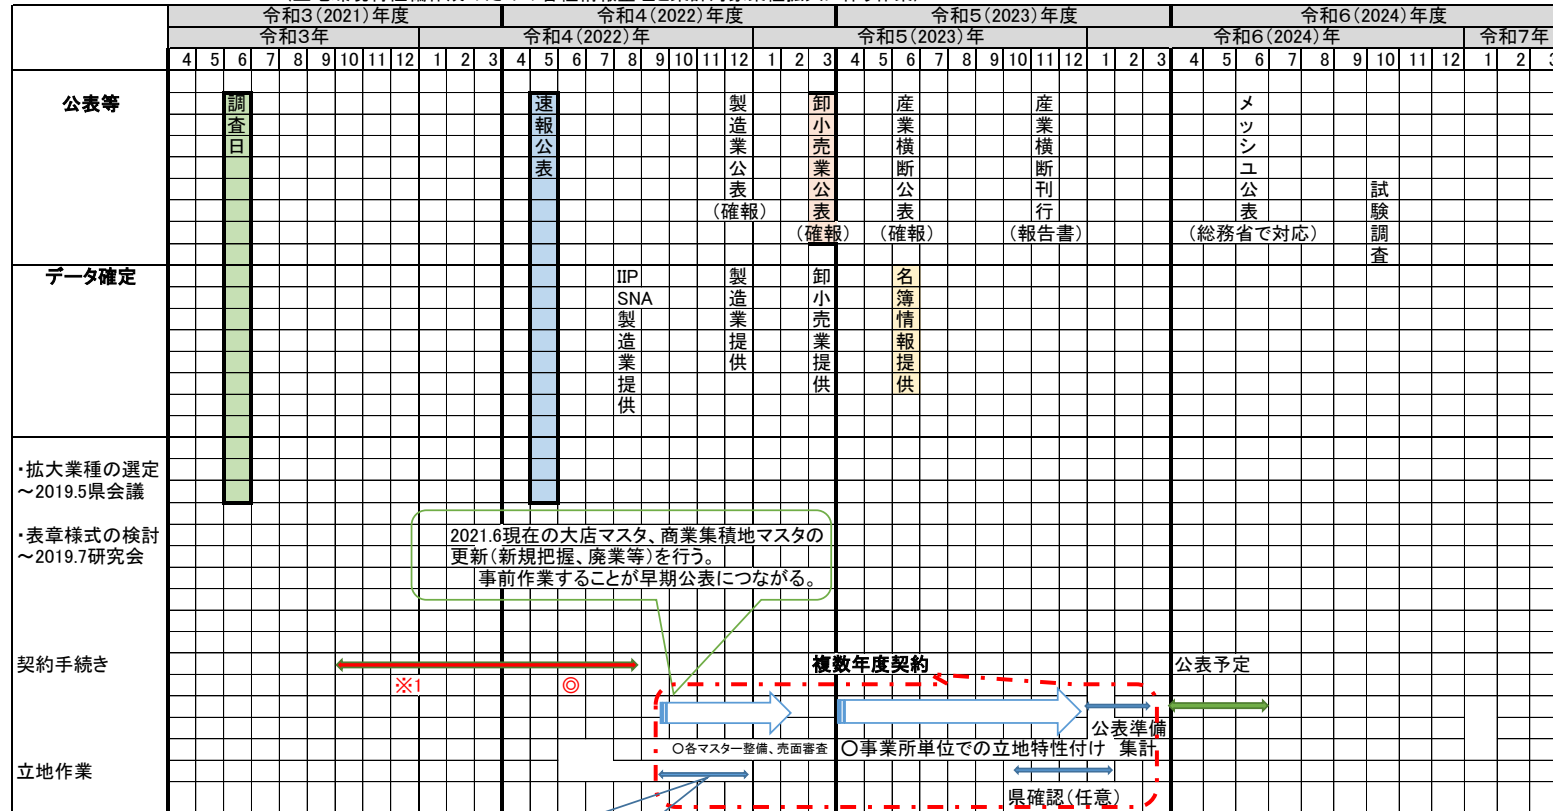 令和3(2021)年度 令和4(2022)年度 令和5(2023)年度 令和6(2024)年度
令和3年 令和4(2022)年 令和5(2023)年 令和6(2024)年 令和7年
4 5 6 7 8 9 10 11 12 1 2 3 4 5 6 7 8 9 10 11 12 1 2 3 4 5 6 7 8 9 10 11 12 1 2 3 4 5 6 7 8 9 10 11 12 1 2 3
公表等
調査日
速報公表
製造業公表
(確報)
卸小売業公表
(確報)
産業横断公表
(確報)
産業横断刊行
(報告書)
メッシュ公表
(総務省で対応)
試験調査
データ確定
IIP
SNA
製造業提供
製造業提供
卸小売業提供
名簿情報提供
・拡大業種の選定
～2019.5県会議
・表章様式の検討
～2019.7研究会
2021.6現在の大店マスタ、商業集積地マスタの
更新(新規把握、廃業等)を行う。
事前作業することが早期公表につながる。
契約手続き
※1
◎
複数年度契約
公表予定
公表準備
〇各マスター整備、売面審査
〇事業所単位での立地特性付け 集計
立地作業
県確認(任意)